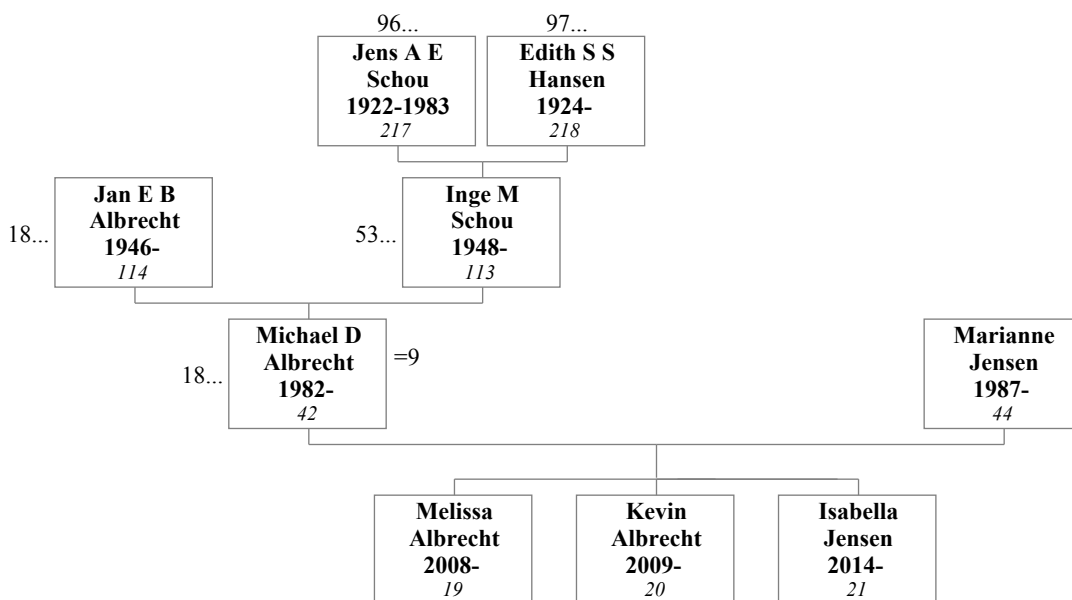 96...
Jens A E
Schou
1922-1983
217
97...
Edith S S
Hansen
1924-
218
18...
Jan E B
Albrecht
1946-
114
53...
Inge M
Schou
1948-
113
18...
Michael D
Albrecht
1982-
42
=9
Marianne
Jensen
1987-
44
Melissa
Albrecht
2008-
19
Kevin
Albrecht
2009-
20
Isabella
Jensen
2014-
21